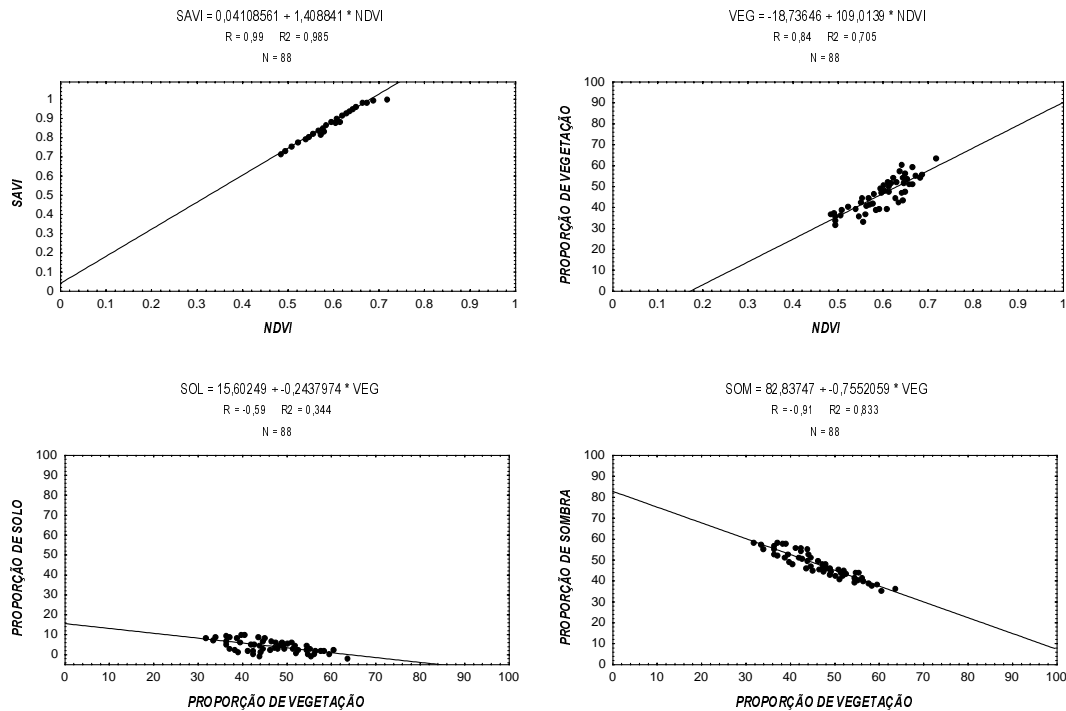 SAVI = 0,04108561 + 1,408841 * NDVI
R = 0,99 R2 = 0,985
N = 88
1
0.9
0.8
0.7
0.6
0.5
0.4
0.3
0.2
0.1
0
SAVI
0 0.1 0.2 0.3 0.4 0.5 0.6 0.7 0.8 0.9 1
NDVI
VEG = -18,73646 + 109,0139 * NDVI
R = 0,84 R2 = 0,705
N = 88
100
90
80
70
60
50
40
30
20
10
0
PROPORÇÃO DE VEGETAÇÃO
0 0.1 0.2 0.3 0.4 0.5 0.6 0.7 0.8 0.9 1
NDVI
SOL = 15,60249 + -0,2437974 * VEG
R = -0,59 R2 = 0,344
N = 88
100
90
80
70
60
50
40
30
20
10
0
PROPORÇÃO DE SOLO
0 10 20 30 40 50 60 70 80 90 100
PROPORÇÃO DE VEGETAÇÃO
SOM = 82,83747 + -0,7552059 * VEG
R = -0,91 R2 = 0,833
N = 88
100
90
80
70
60
50
40
30
20
10
0
PROPORÇÃO DE SOMBRA
0 10 20 30 40 50 60 70 80 90 100
PROPORÇÃO DE VEGETAÇÃO